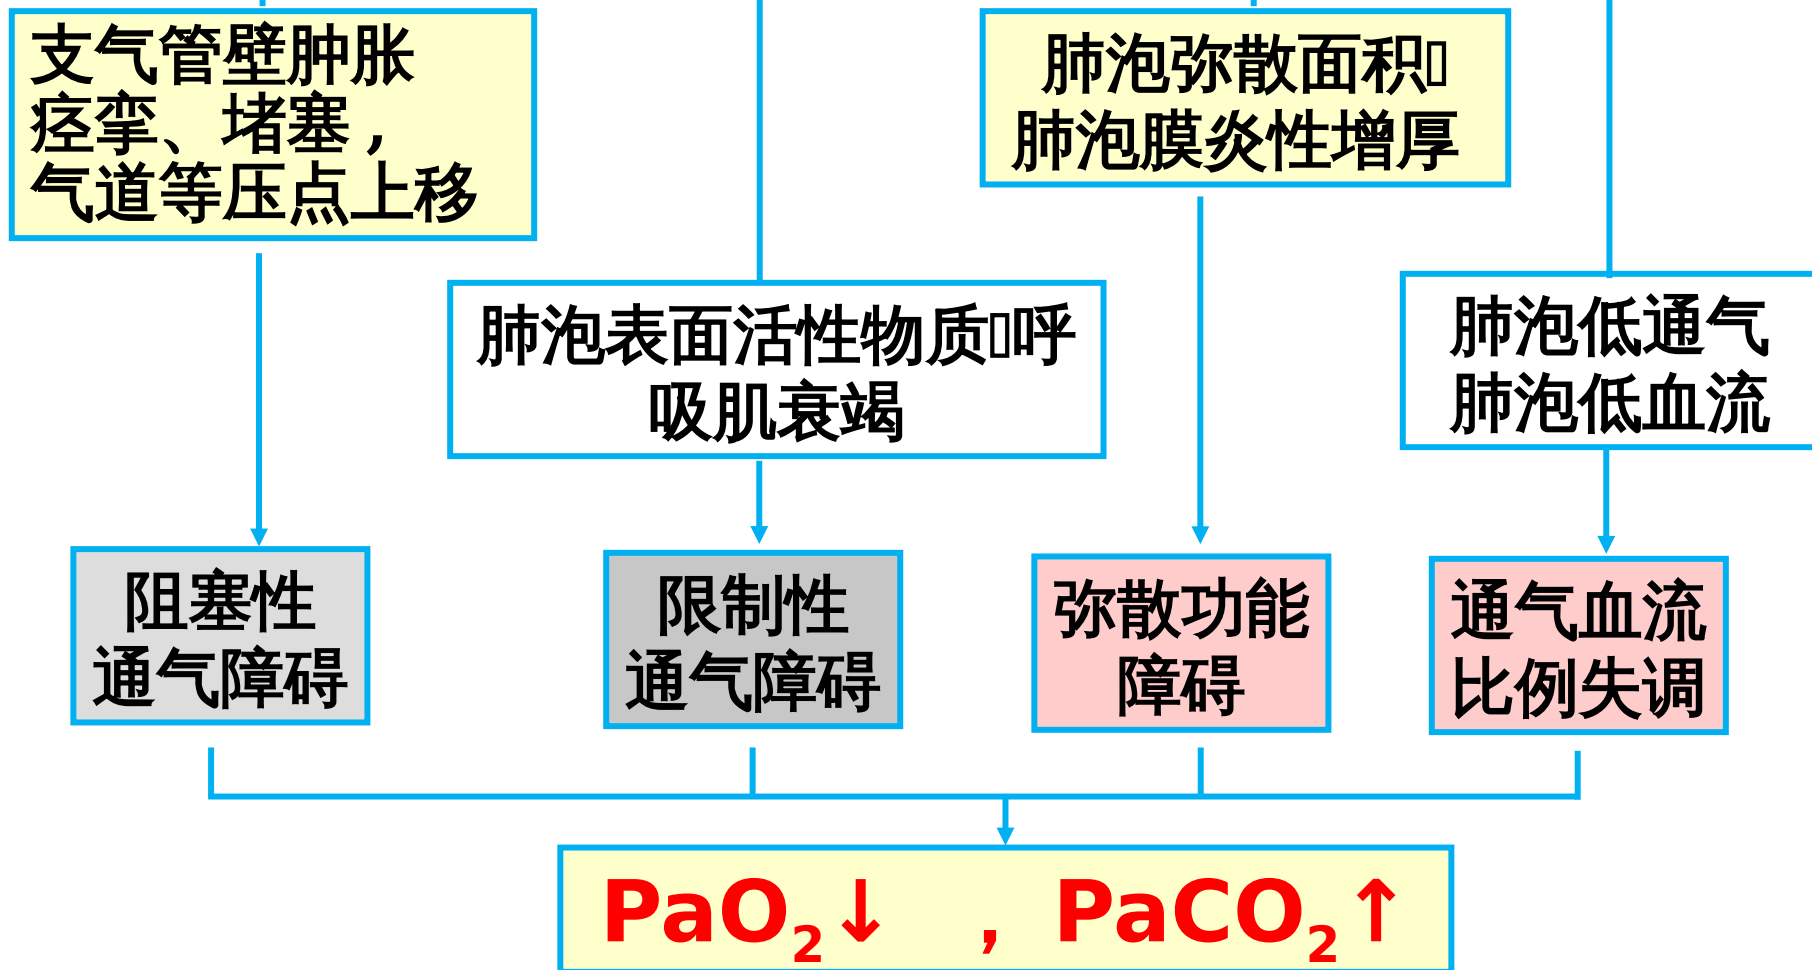 支气管壁肿胀
痉挛、堵塞,
气道等压点上移
肺泡弥散面积▯
肺泡膜炎性增厚
肺泡表面活性物质▯呼
吸肌衰竭
肺泡低通气
肺泡低血流
阻塞性
通气障碍
限制性
通气障碍
弥散功能
障碍
通气血流
比例失调
PaO₂↓ ，PaCO₂↑